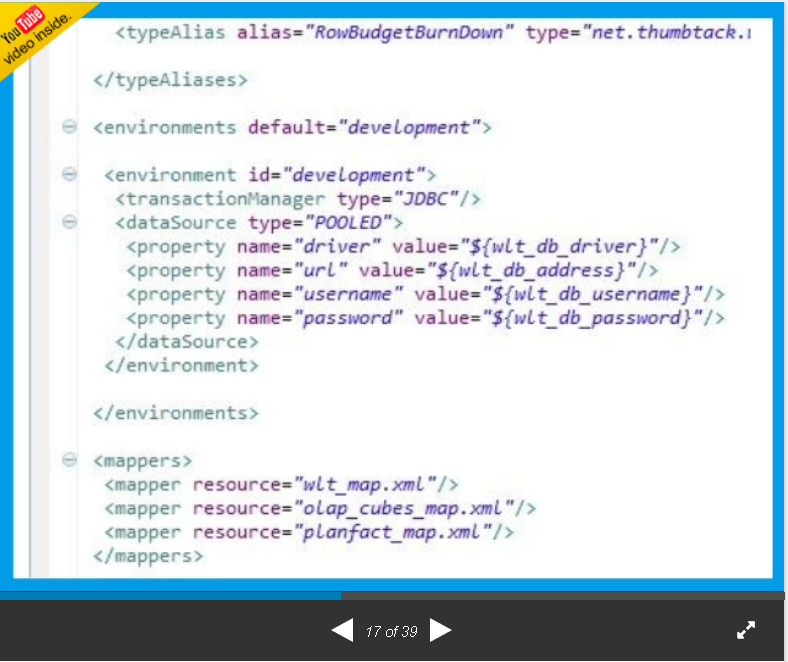 You Tube
video inside.
<typeAlias alias="RowBudgetBurnDown" type="net.thumbtack.
</typeAliases>
<environments default="development">
<environment id="development">
<transactionManager type="JDBC"/>
<dataSource type="POOLED">
<property name="driver" value="${wlt_db_driver}"/>
<property name="url" value="${wlt_db_address}"/>
<property name="username" value="${wlt_db_username}"/>
<property name="password" value="${wlt_db_password}"/>
</dataSource>
</environment>
</environments>
<mappers>
<mapper resource="wlt_map.xml"/>
<mapper resource="olap_cubes_map.xml"/>
<mapper resource="planfact_map.xml"/>
</mappers>
17 of 39